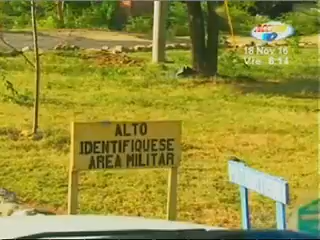 18 Nov 16
Vie 8:14
ALTO
IDENTIFIQUESE
AREA MILITAR